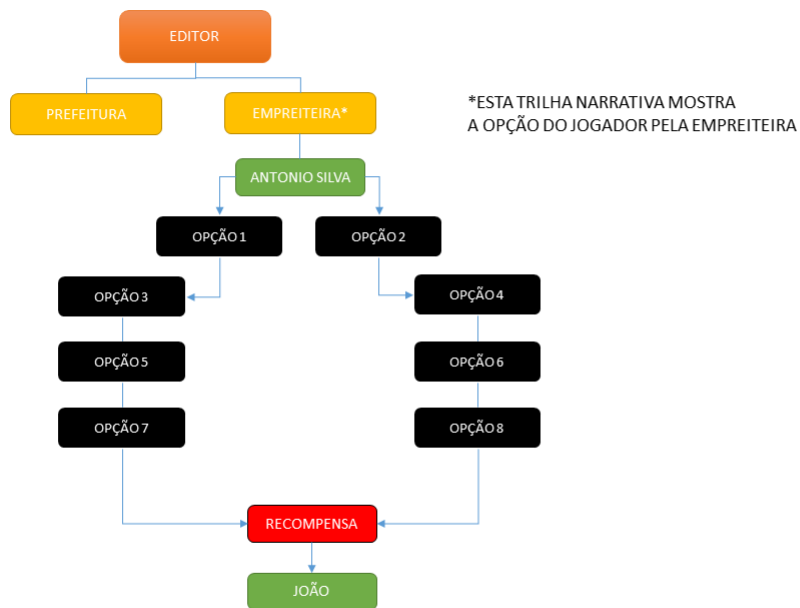 EDITOR
PREFEITURA
EMPREITEIRA*
*ESTA TRILHA NARRATIVA MOSTRA
A OPÇÃO DO JOGADOR PELA EMPREITEIRA
ANTONIO SILVA
OPÇÃO 1
OPÇÃO 2
OPÇÃO 3
OPÇÃO 4
OPÇÃO 5
OPÇÃO 6
OPÇÃO 7
OPÇÃO 8
RECOMPENSA
JOÃO